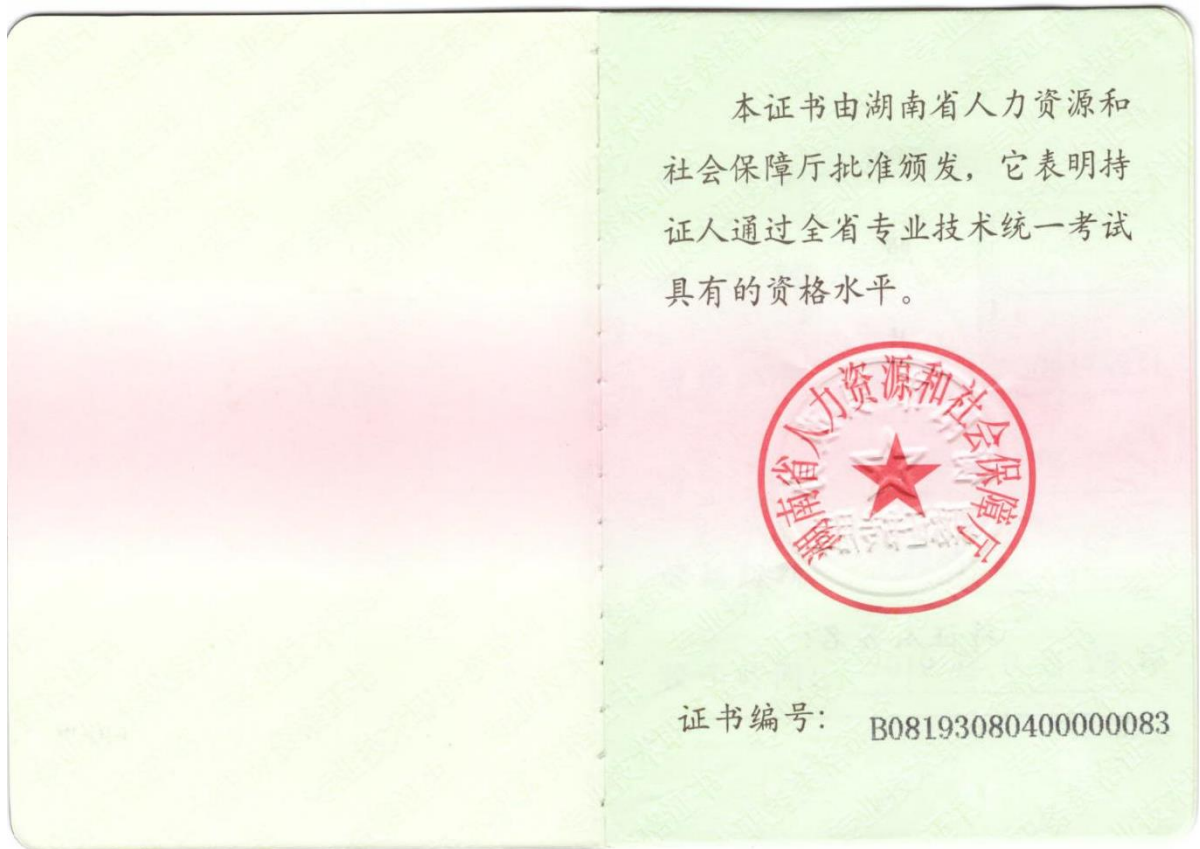 本证书由湖南省人力资源和
社会保障厅批准颁发，它表明持
证人通过全省专业技术统一考试
具有的资格水平。
湖南省人力资源和社会保障厅
证书编号：B08193080400000083